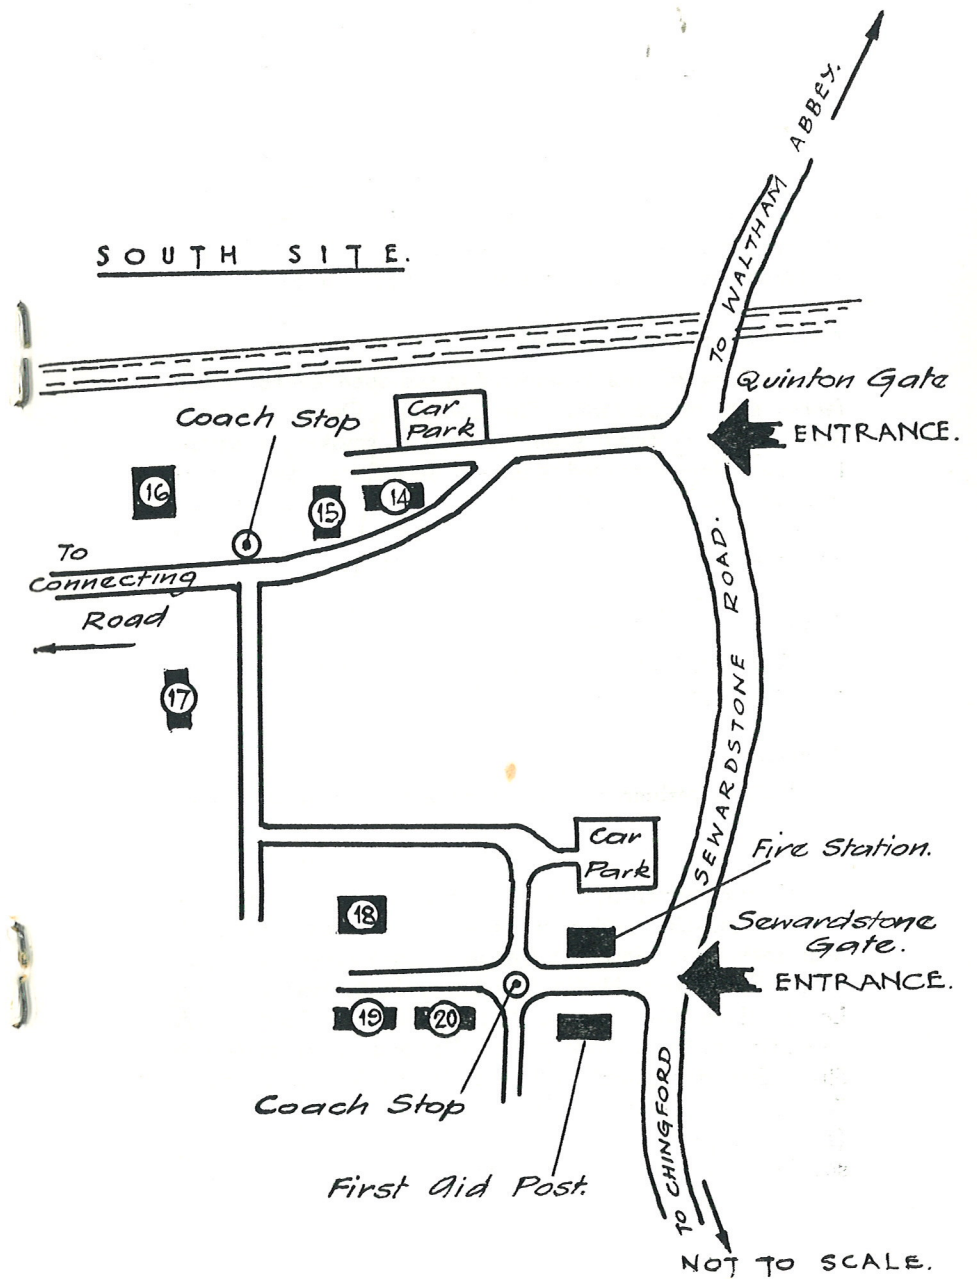 TO WALTHAM ABBEY.
SOUTH SITE.
Quinton Gate
ENTRANCE.
Coach Stop
Car
Park
16
15
14
To
Connecting
Road
17
SEWARDSTONE ROAD.
Car
Park
Fire Station.
18
Sewardstone
Gate.
ENTRANCE.
19
20
Coach Stop
First Aid Post.
TO CHINGFORD
NOT TO SCALE.